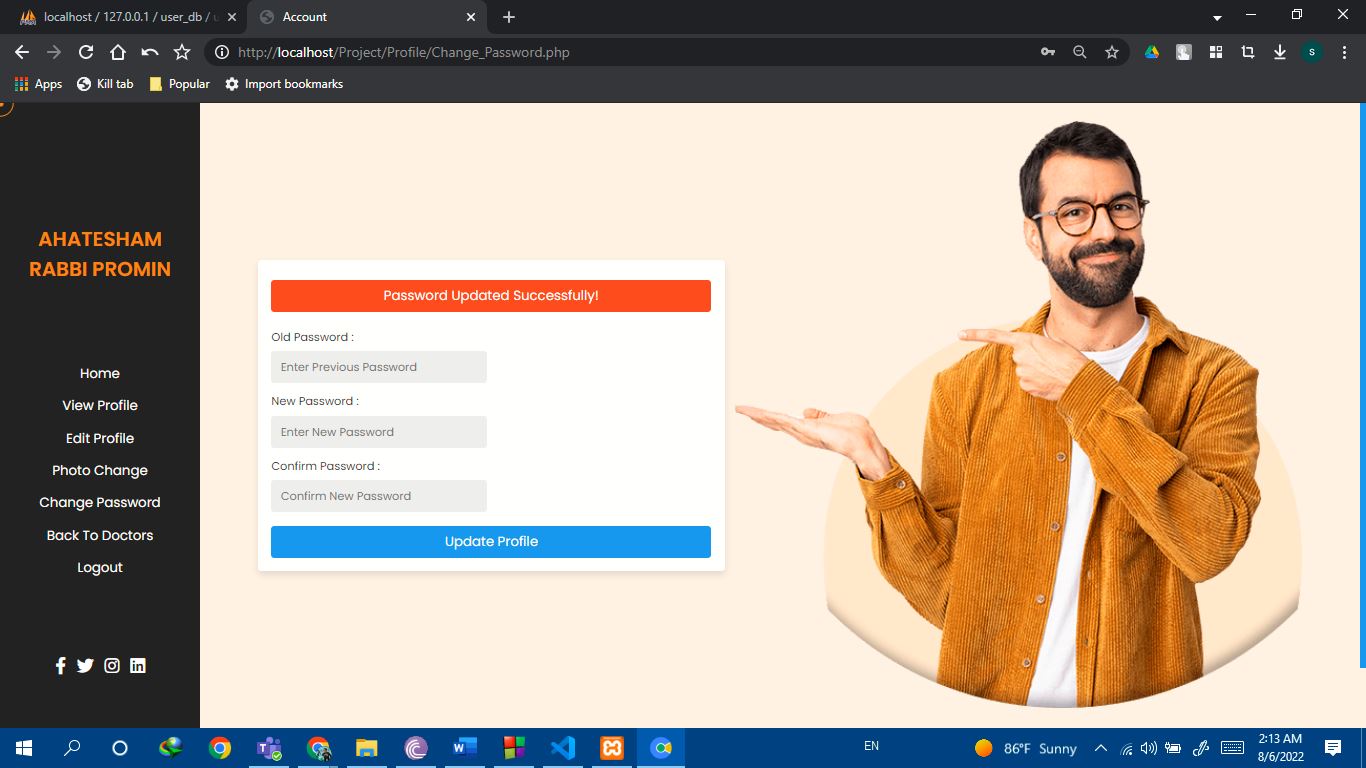 localhost / 127.0.0.1 / user_db / u
Account
http://localhost/Project/Profile/Change_Password.php
s
Apps
Kill tab
Popular
Import bookmarks
AHATESHAM
RABBI PROMIN
Home
View Profile
Edit Profile
Photo Change
Change Password
Back To Doctors
Logout
Password Updated Successfully!
Old Password :
Enter Previous Password
New Password :
Enter New Password
Confirm Password :
Confirm New Password
Update Profile
EN
86°F Sunny
2:13 AM
8/6/2022